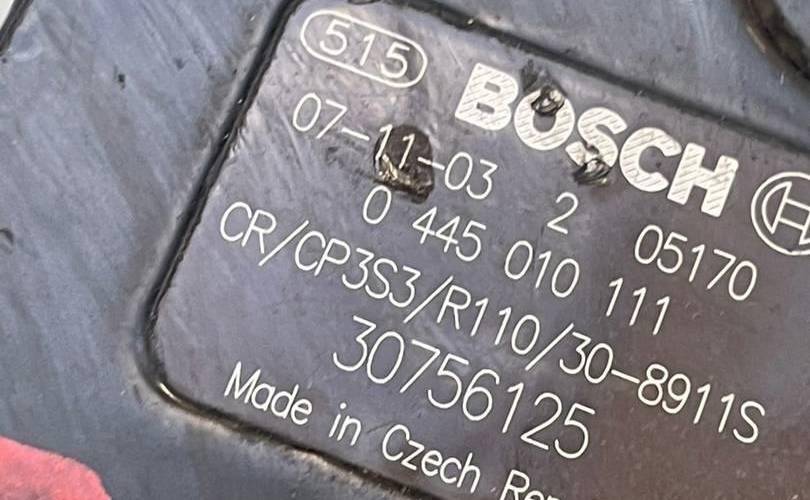 515
BOSCH
07-11-03 2 05170
0 445 010 111
CR/CP3S3/R110/30-8911S
30756125
Made in Czech